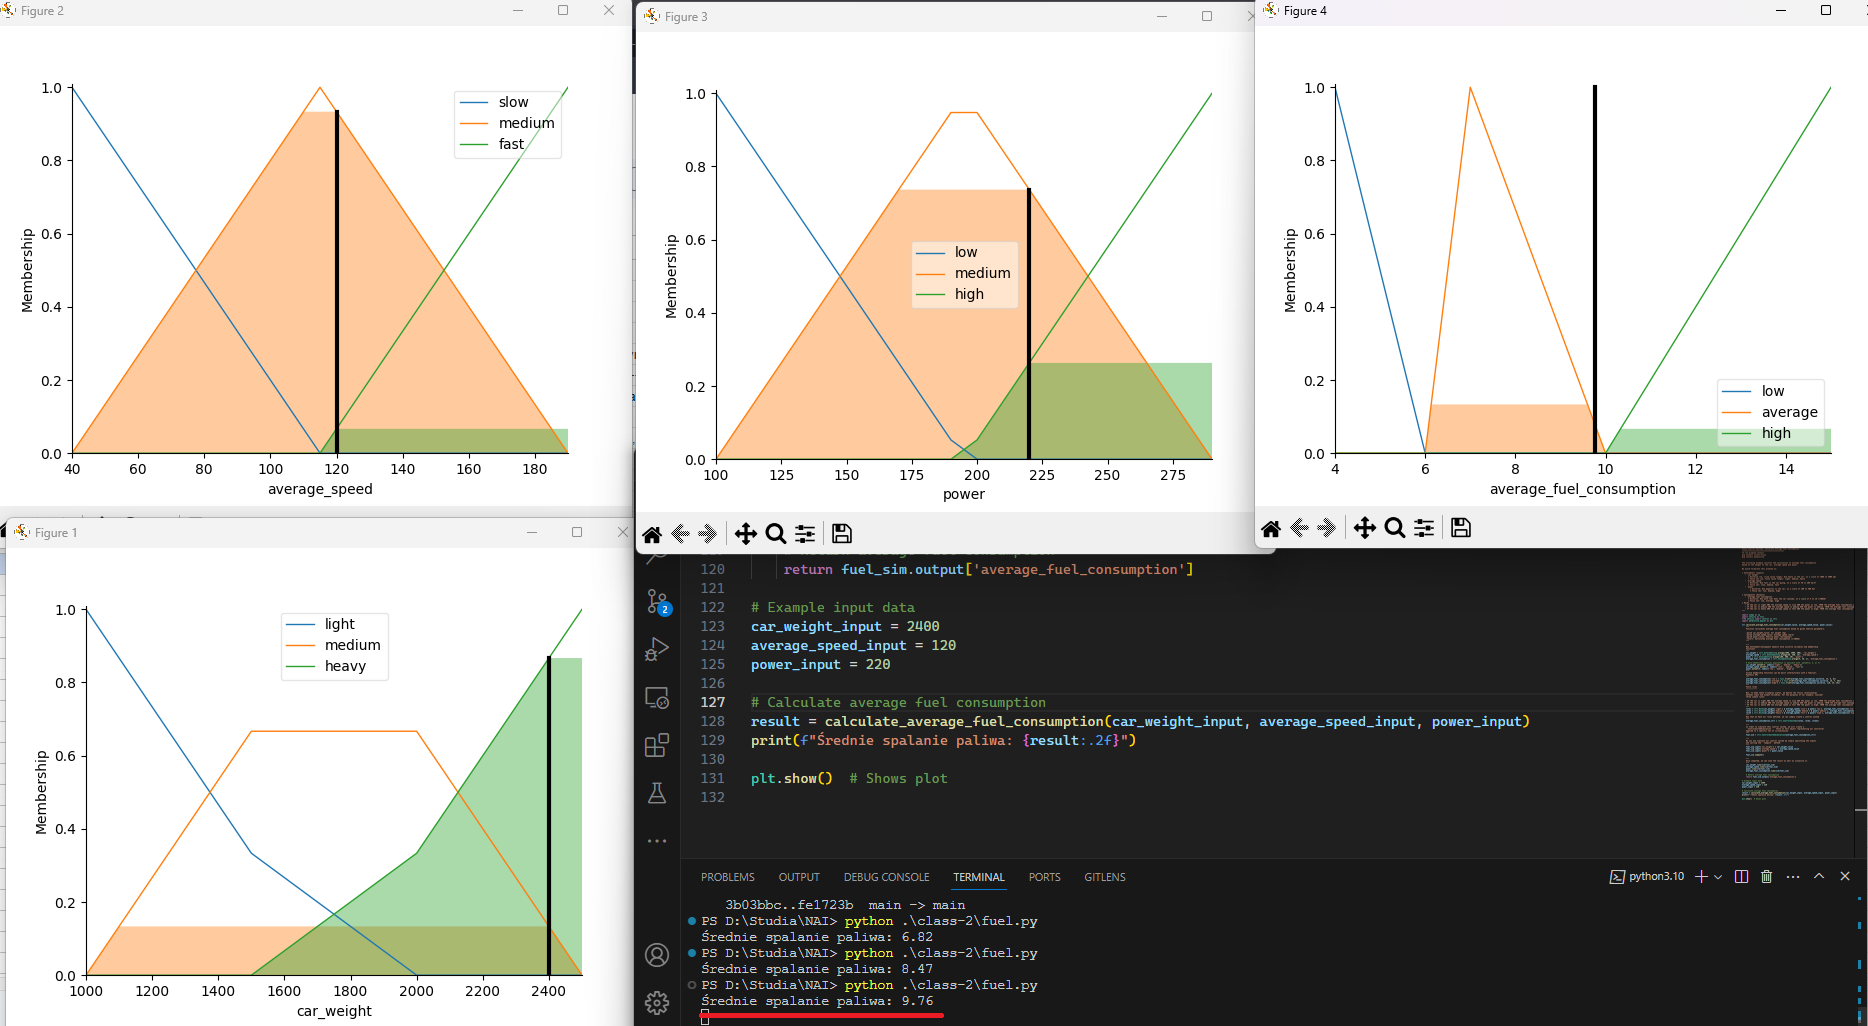 Figure 2
1.0
0.8
0.6
0.4
0.2
0.0
Membership
slow
medium
fast
40 60 80 100 120 140 160 180
average_speed
Figure 3
1.0
0.8
0.6
0.4
0.2
0.0
Membership
low
medium
high
100 125 150 175 200 225 250 275
power
Figure 4
1.0
0.8
0.6
0.4
0.2
0.0
Membership
low
average
high
4 6 8 10 12 14
average_fuel_consumption
Figure 1
1.0
0.8
0.6
0.4
0.2
0.0
Membership
light
medium
heavy
1000 1200 1400 1600 1800 2000 2200 2400
car_weight
2
120 return fuel_sim.output['average_fuel_consumption']
121
122 # Example input data
123 car_weight_input = 2400
124 average_speed_input = 120
125 power_input = 220
126
127 # Calculate average fuel consumption
128 result = calculate_average_fuel_consumption(car_weight_input, average_speed_input, power_input)
129 print(f"Średnie spalanie paliwa: {result:.2f}")
130
131 plt.show() # Shows plot
132
PROBLEMS OUTPUT DEBUG CONSOLE TERMINAL PORTS GITLENS
python3.10
3b03bbc..fe1723b main -> main
PS D:\Studia\NAI> python .\class-2\fuel.py
Średnie spalanie paliwa: 6.82
PS D:\Studia\NAI> python .\class-2\fuel.py
Średnie spalanie paliwa: 8.47
PS D:\Studia\NAI> python .\class-2\fuel.py
Średnie spalanie paliwa: 9.76